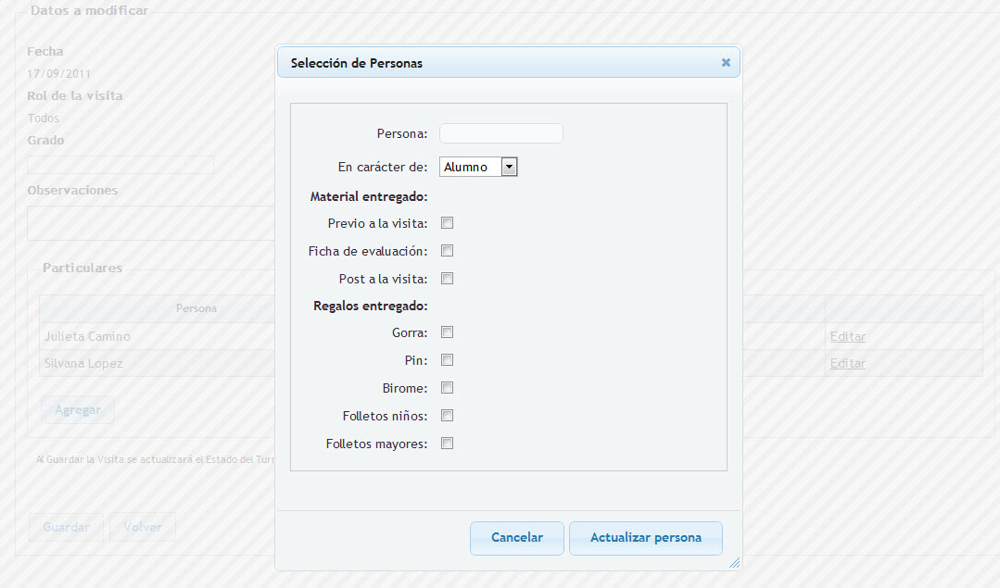 Datos a modificar
Fecha
17/09/2011
Rol de la visita
Todos
Grado
Observaciones
Particulares
Persona
Julieta Camino
Editar
Silvana Lopez
Editar
Agregar
Al Guardar la Visita se actualizará el Estado del Turn
Guardar
Volver
Selección de Personas
Persona:
En carácter de:
Alumno
Material entregado:
Previo a la visita:
Ficha de evaluación:
Post a la visita:
Regalos entregado:
Gorra:
Pin:
Birome:
Folletos niños:
Folletos mayores:
Cancelar
Actualizar persona